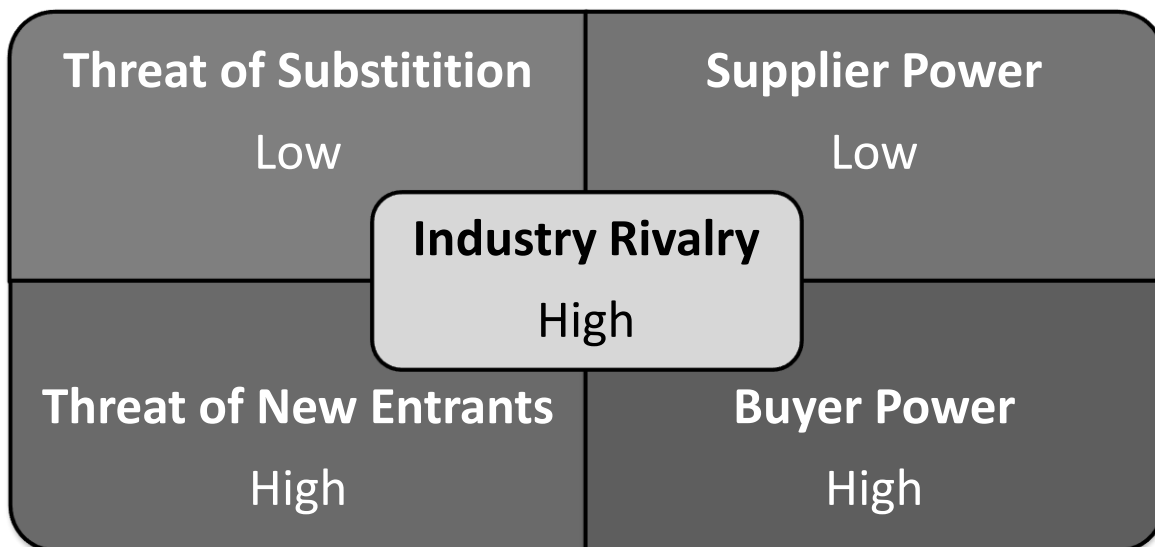 Threat of Substitition
Low
Supplier Power
Low
Industry Rivalry
High
Threat of New Entrants
High
Buyer Power
High